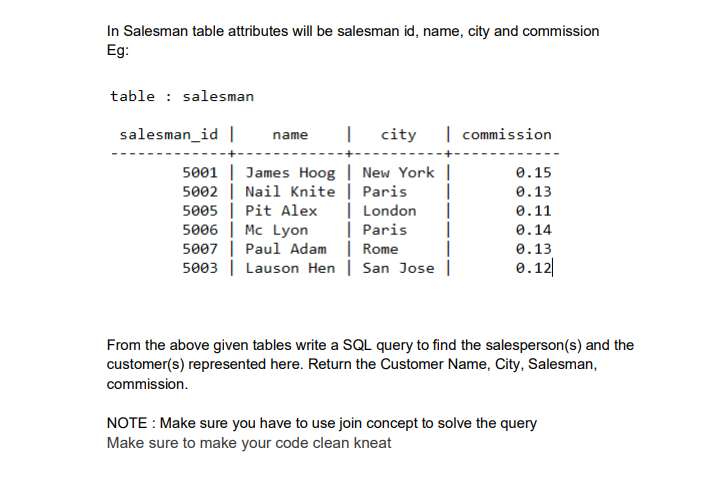 In Salesman table attributes will be salesman id, name, city and commission
Eg:
table : salesman
salesman_id | name | city | commission
-------------+------------+----------+------------
5001 | James Hoog | New York | 0.15
5002 | Nail Knite | Paris | 0.13
5005 | Pit Alex | London | 0.11
5006 | Mc Lyon | Paris | 0.14
5007 | Paul Adam | Rome | 0.13
5003 | Lauson Hen | San Jose | 0.12
From the above given tables write a SQL query to find the salesperson(s) and the
customer(s) represented here. Return the Customer Name, City, Salesman,
commission.
NOTE : Make sure you have to use join concept to solve the query
Make sure to make your code clean kneat